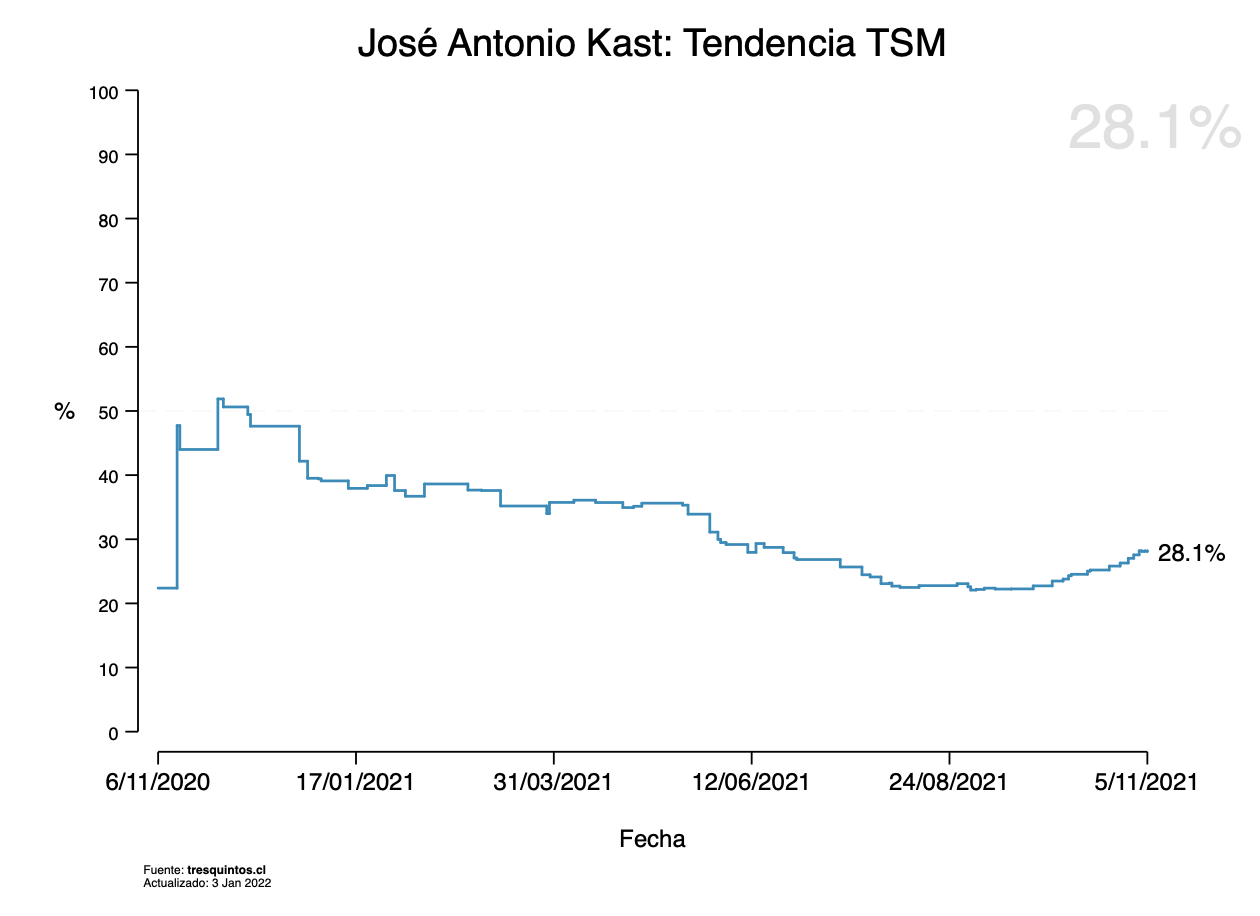 José Antonio Kast: Tendencia TSM
28.1%
100
90
80
70
60
50
40
30
20
10
0
%
28.1%
6/11/2020 17/01/2021 31/03/2021 12/06/2021 24/08/2021 5/11/2021
Fecha
Fuente: tresquintos.cl
Actualizado: 3 Jan 2022